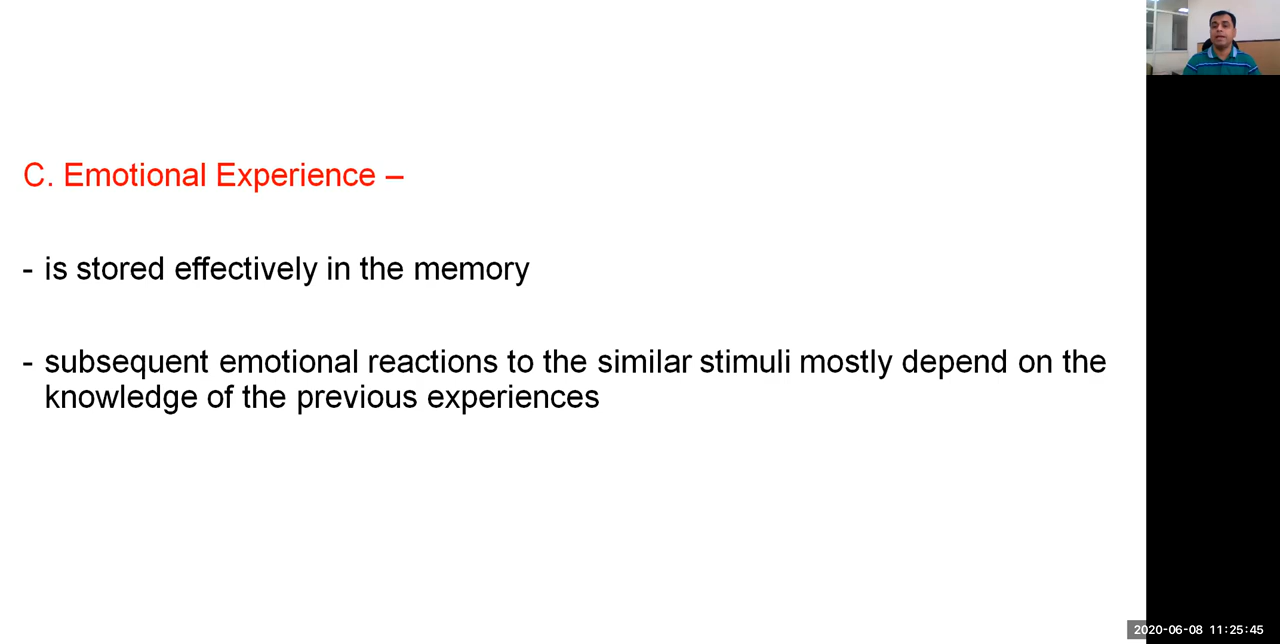 C. Emotional Experience –
- is stored effectively in the memory
- subsequent emotional reactions to the similar stimuli mostly depend on the
knowledge of the previous experiences
2020-06-08 11:25:45